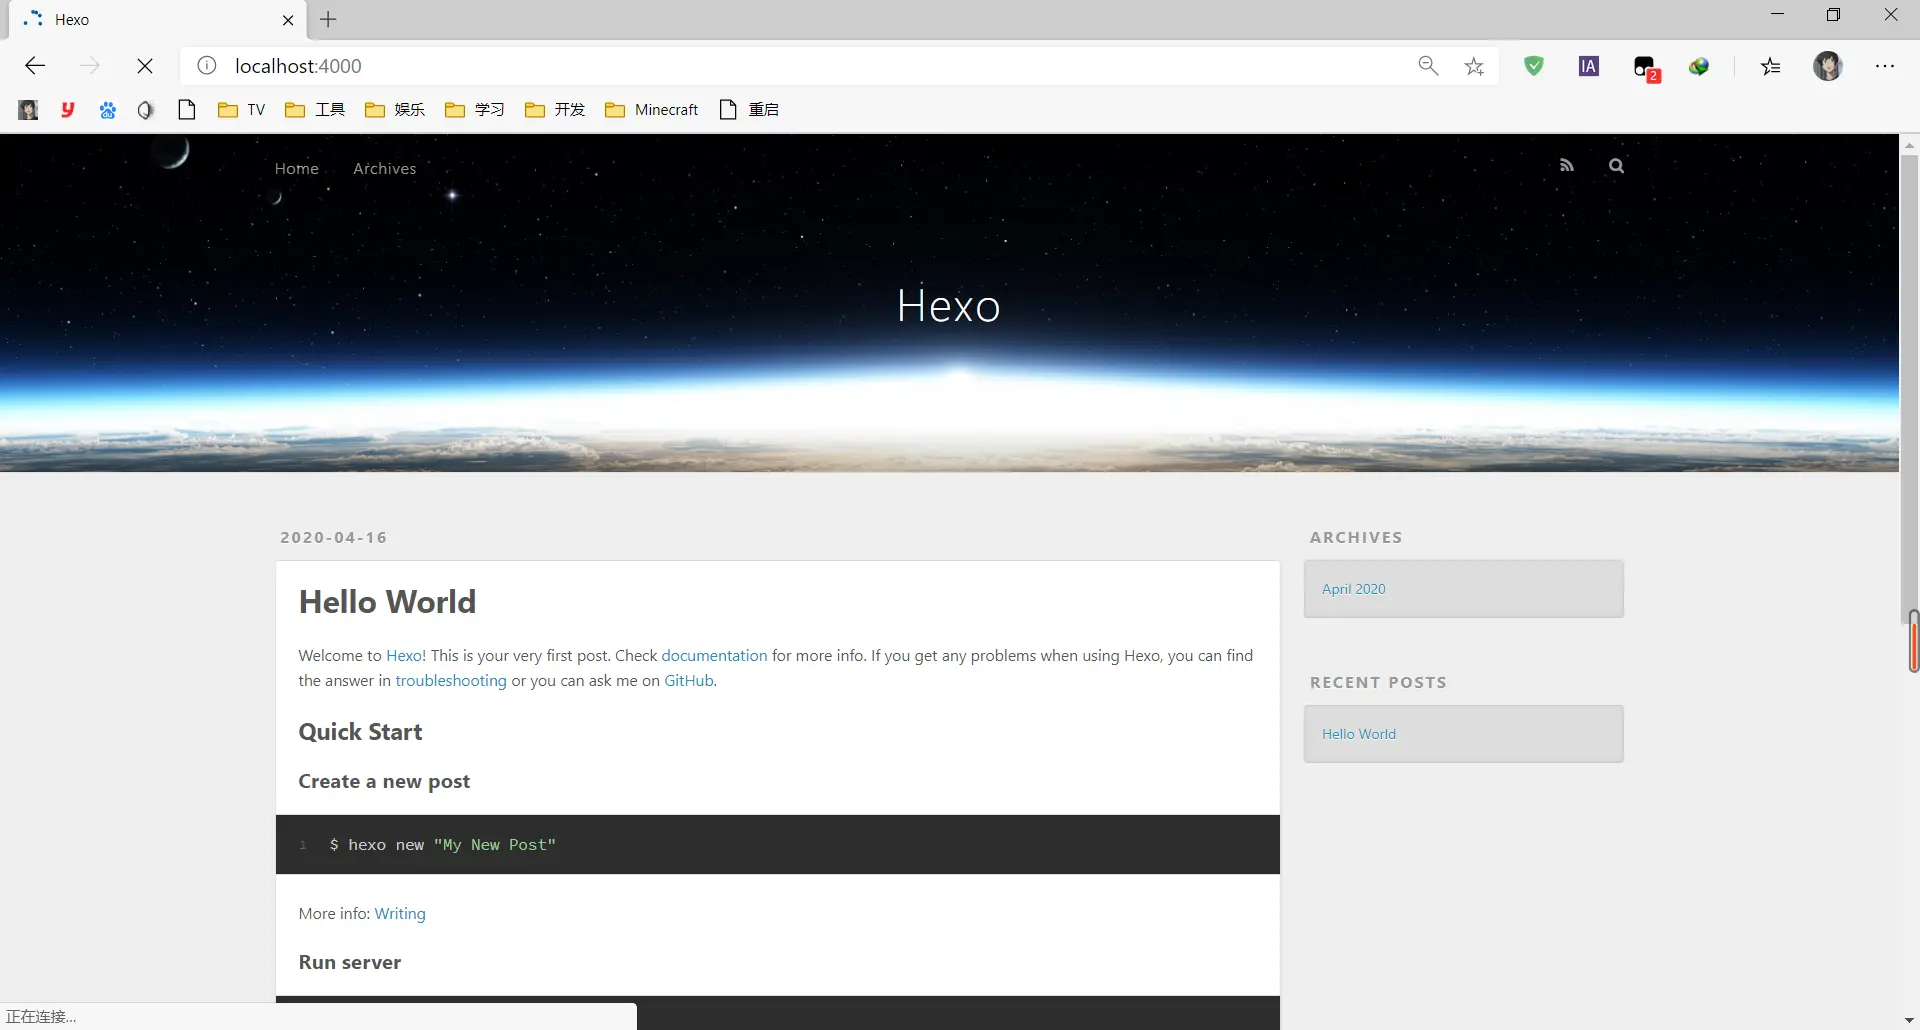 Hexo
localhost:4000
IA
2
y
du
TV
工具
娱乐
学习
开发
Minecraft
重启
Home
Archives
Hexo
2020-04-16
Hello World
Welcome to Hexo! This is your very first post. Check documentation for more info. If you get any problems when using Hexo, you can find
the answer in troubleshooting or you can ask me on GitHub.
Quick Start
Create a new post
1 $ hexo new "My New Post"
More info: Writing
Run server
ARCHIVES
April 2020
RECENT POSTS
Hello World
正在连接...